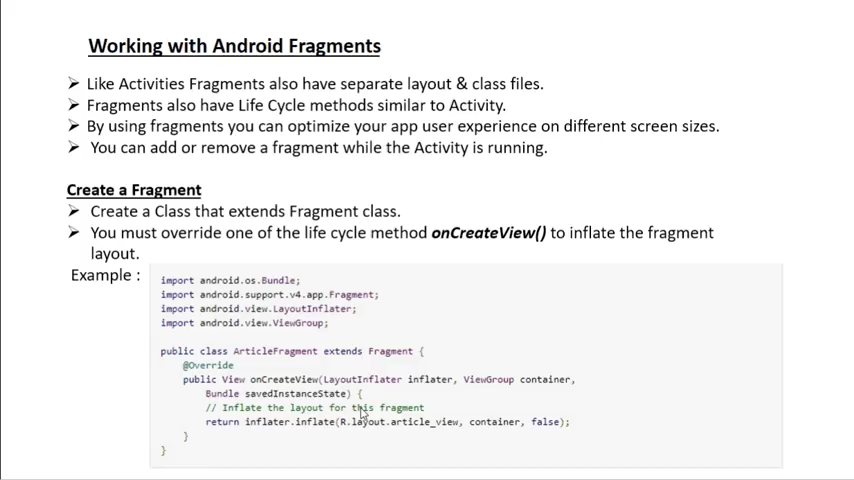 Working with Android Fragments
➢ Like Activities Fragments also have separate layout & class files.
➢ Fragments also have Life Cycle methods similar to Activity.
➢ By using fragments you can optimize your app user experience on different screen sizes.
➢ You can add or remove a fragment while the Activity is running.
Create a Fragment
➢ Create a Class that extends Fragment class.
➢ You must override one of the life cycle method onCreateView() to inflate the fragment
layout.
Example :
import android.os.Bundle;
import android.support.v4.app.Fragment;
import android.view.LayoutInflater;
import android.view.ViewGroup;
public class ArticleFragment extends Fragment {
@Override
public View onCreateView(LayoutInflater inflater, ViewGroup container,
Bundle savedInstanceState) {
// Inflate the layout for this fragment
return inflater.inflate(R.layout.article_view, container, false);
}
}